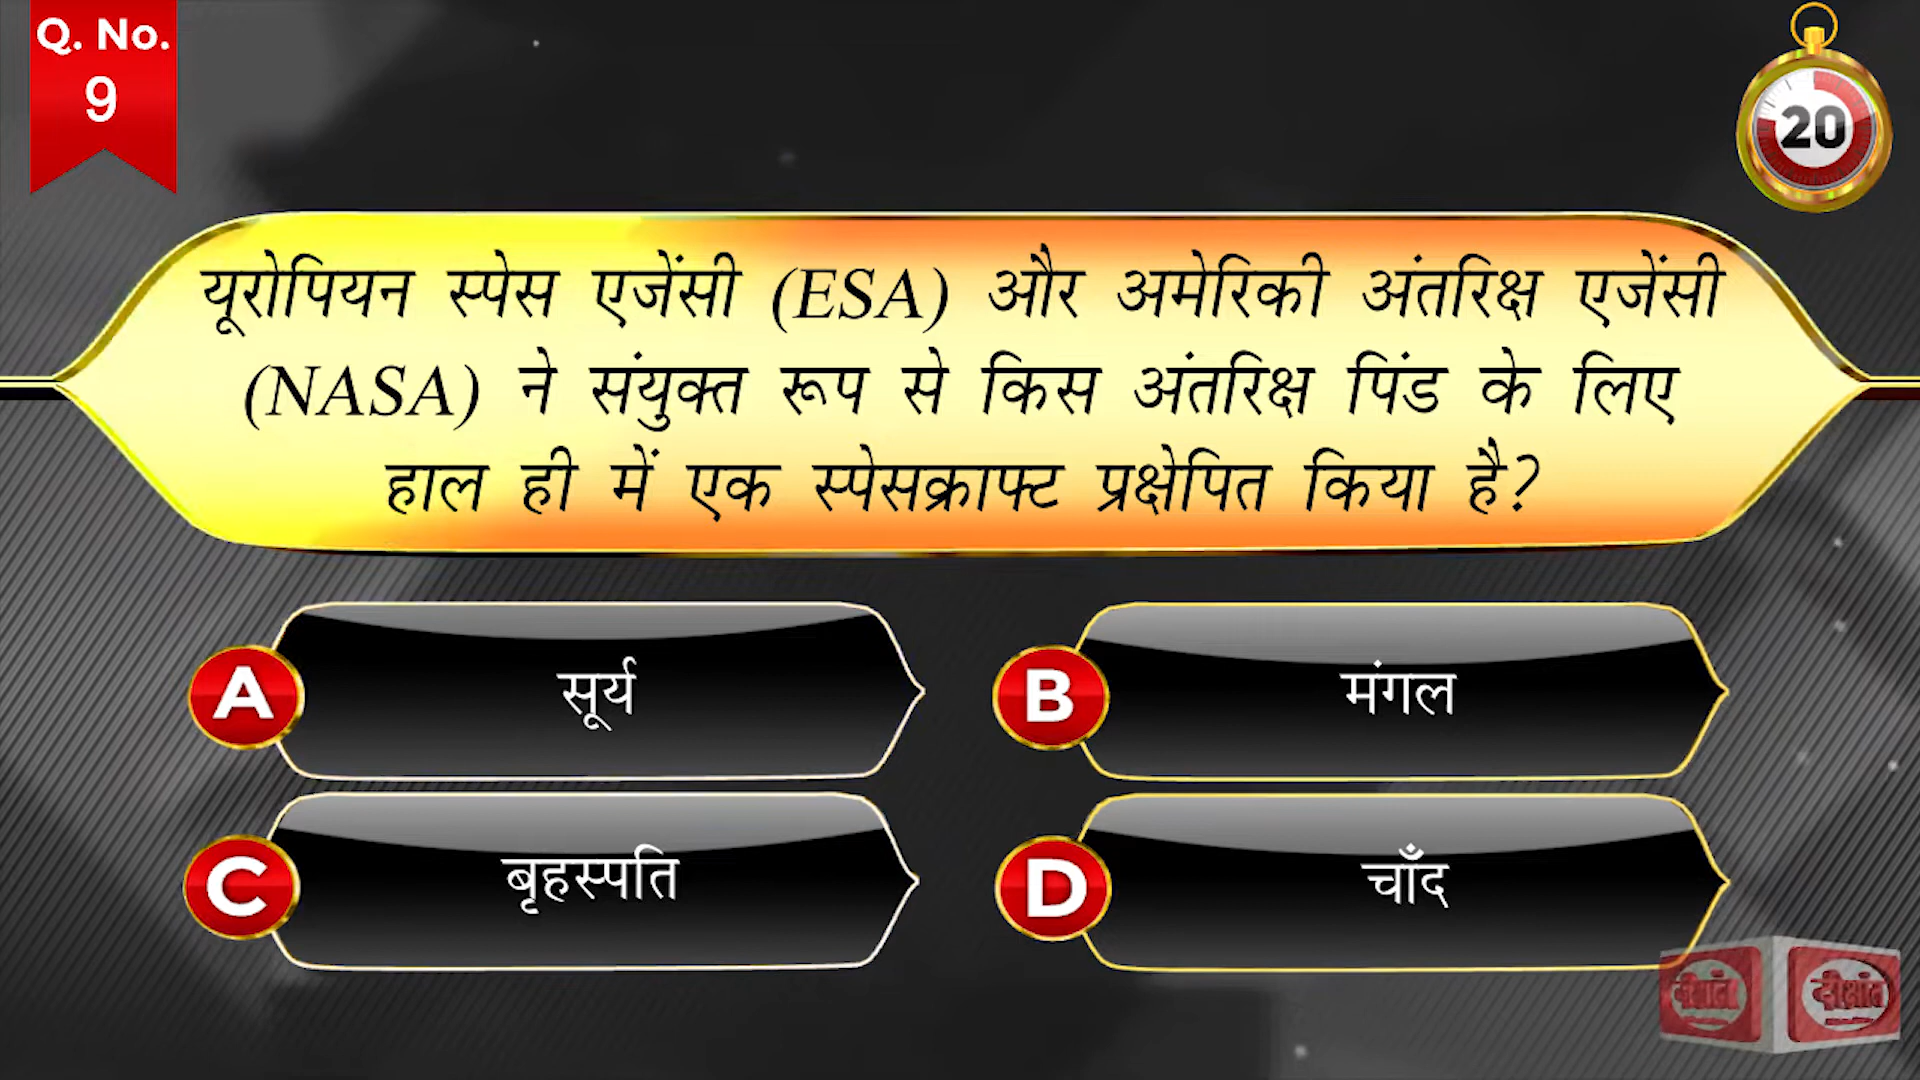 Q. No.
9
20
यूरोपियन स्पेस एजेंसी (ESA) और अमेरिकी अंतरिक्ष एजेंसी
(NASA) ने संयुक्त रूप से किस अंतरिक्ष पिंड के लिए
हाल ही में एक स्पेसक्राफ्ट प्रक्षेपित किया है?
A सूर्य
B मंगल
C बृहस्पति
D चाँद
दीक्षांत दीक्षांत